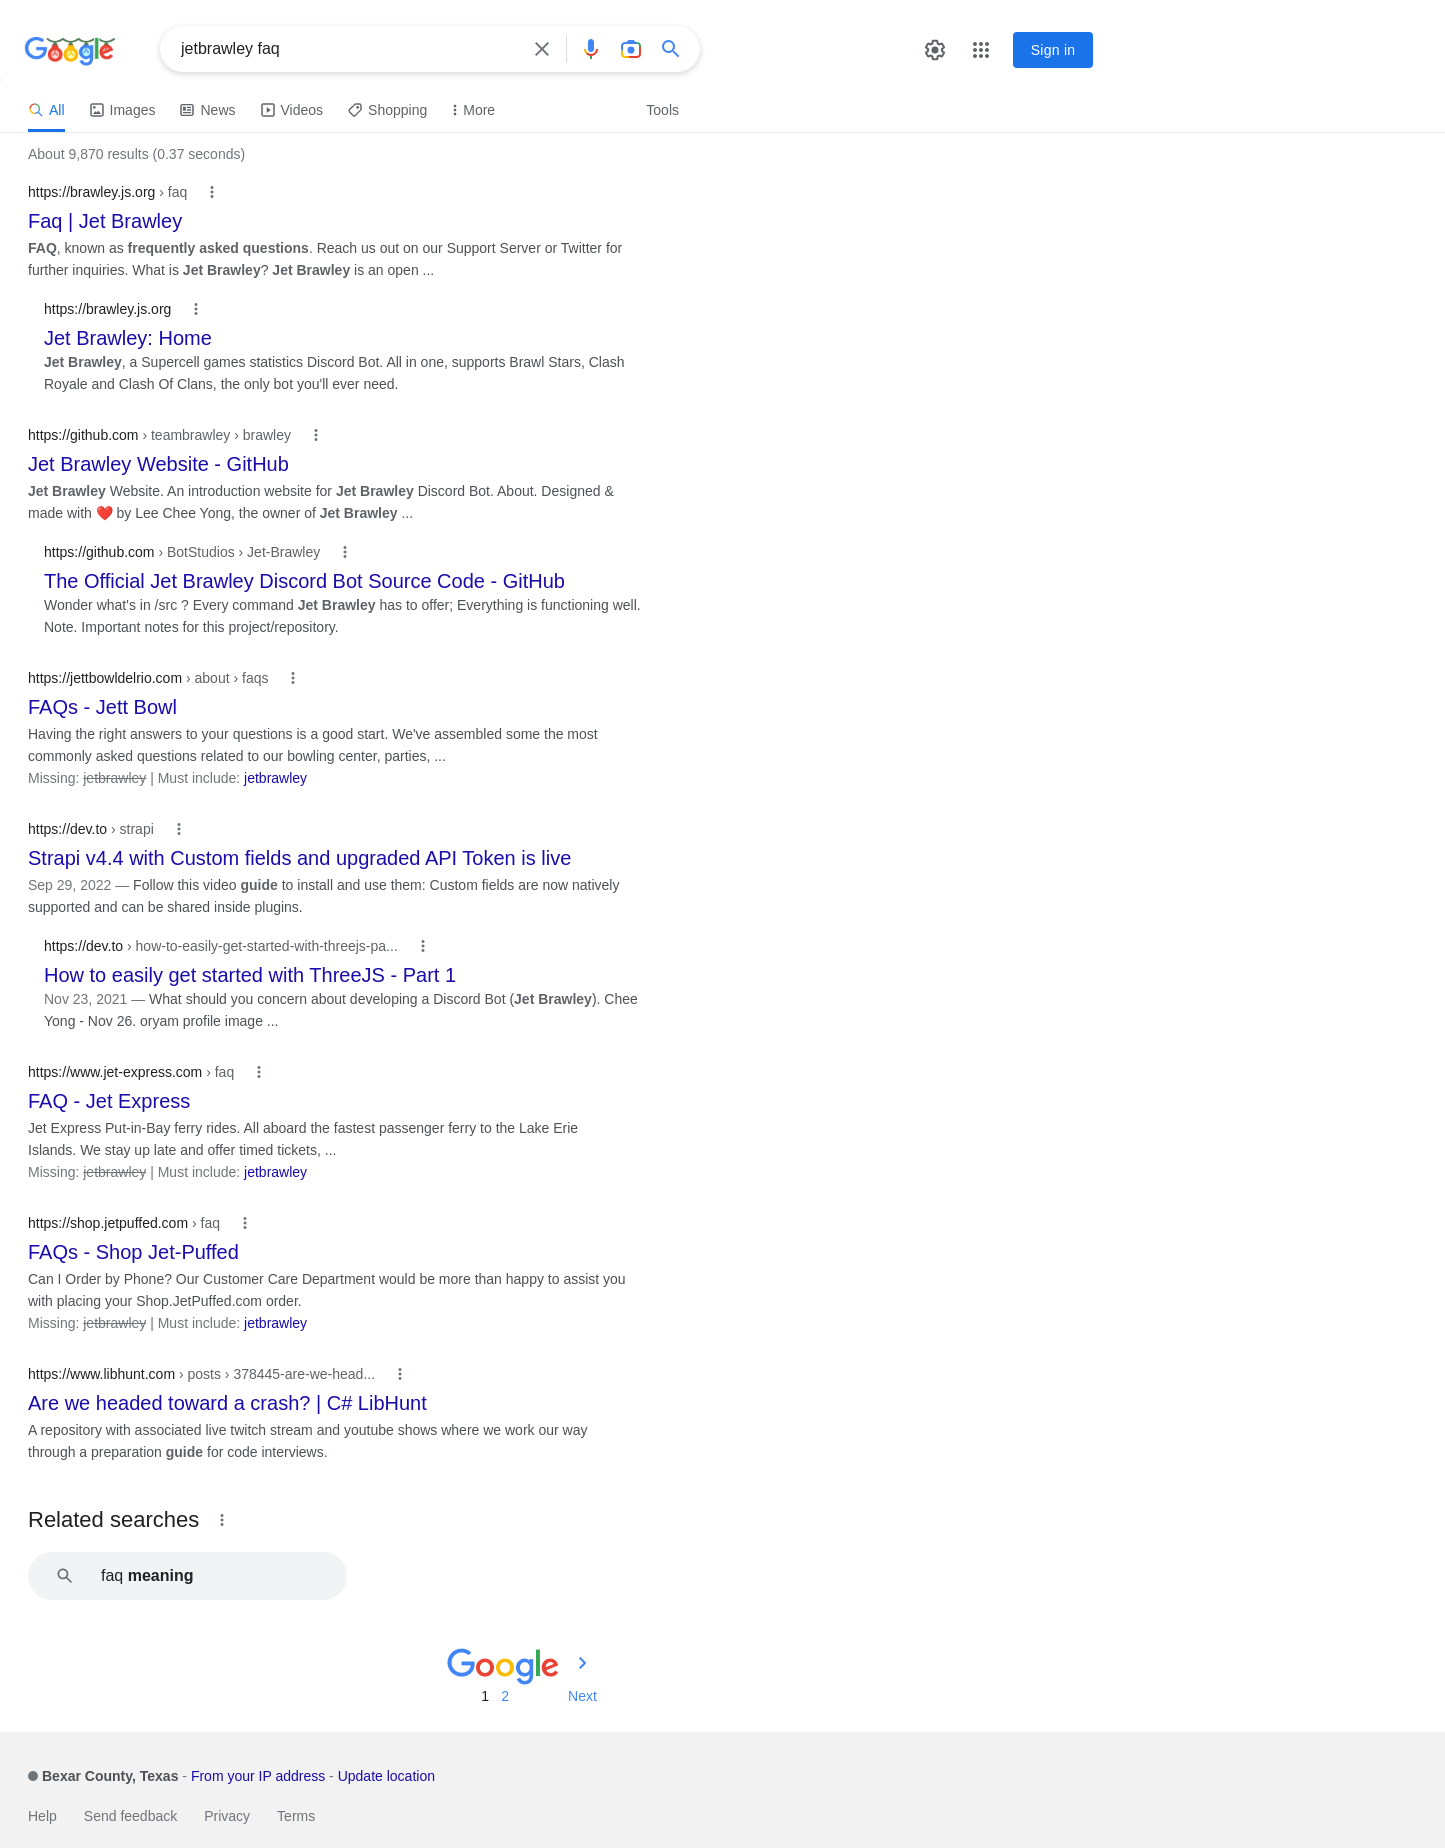 Google
jetbrawley faq
Sign in
All Images News Videos Shopping More Tools
About 9,870 results (0.37 seconds)
https://brawley.js.org › faq
Faq | Jet Brawley
FAQ, known as frequently asked questions. Reach us out on our Support Server or Twitter for
further inquiries. What is Jet Brawley? Jet Brawley is an open ...
https://brawley.js.org
Jet Brawley: Home
Jet Brawley, a Supercell games statistics Discord Bot. All in one, supports Brawl Stars, Clash
Royale and Clash Of Clans, the only bot you'll ever need.
https://github.com › teambrawley › brawley
Jet Brawley Website - GitHub
Jet Brawley Website. An introduction website for Jet Brawley Discord Bot. About. Designed &
made with ❤️ by Lee Chee Yong, the owner of Jet Brawley ...
https://github.com › BotStudios › Jet-Brawley
The Official Jet Brawley Discord Bot Source Code - GitHub
Wonder what's in /src ? Every command Jet Brawley has to offer; Everything is functioning well.
Note. Important notes for this project/repository.
https://jettbowldelrio.com › about › faqs
FAQs - Jett Bowl
Having the right answers to your questions is a good start. We've assembled some the most
commonly asked questions related to our bowling center, parties, ...
Missing: jetbrawley | Must include: jetbrawley
https://dev.to › strapi
Strapi v4.4 with Custom fields and upgraded API Token is live
Sep 29, 2022 — Follow this video guide to install and use them: Custom fields are now natively
supported and can be shared inside plugins.
https://dev.to › how-to-easily-get-started-with-threejs-pa...
How to easily get started with ThreeJS - Part 1
Nov 23, 2021 — What should you concern about developing a Discord Bot (Jet Brawley). Chee
Yong - Nov 26. oryam profile image ...
https://www.jet-express.com › faq
FAQ - Jet Express
Jet Express Put-in-Bay ferry rides. All aboard the fastest passenger ferry to the Lake Erie
Islands. We stay up late and offer timed tickets, ...
Missing: jetbrawley | Must include: jetbrawley
https://shop.jetpuffed.com › faq
FAQs - Shop Jet-Puffed
Can I Order by Phone? Our Customer Care Department would be more than happy to assist you
with placing your Shop.JetPuffed.com order.
Missing: jetbrawley | Must include: jetbrawley
https://www.libhunt.com › posts › 378445-are-we-head...
Are we headed toward a crash? | C# LibHunt
A repository with associated live twitch stream and youtube shows where we work our way
through a preparation guide for code interviews.
Related searches
faq meaning
Google
1 2 Next
Bexar County, Texas - From your IP address - Update location
Help Send feedback Privacy Terms